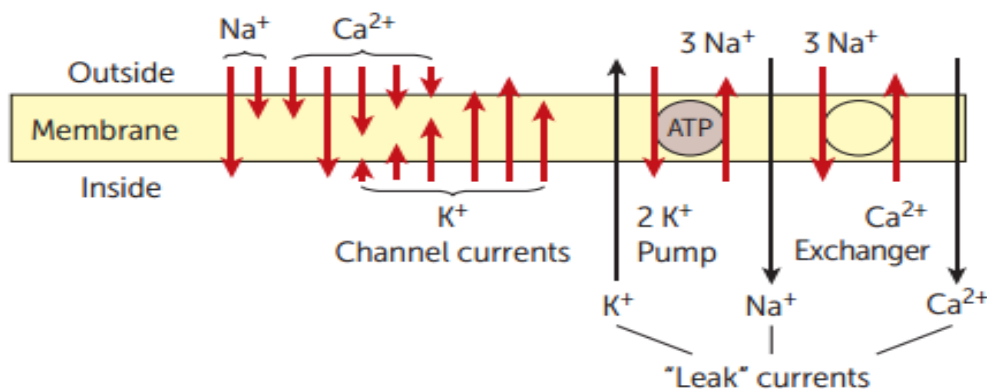 Na⁺ Ca²⁺ 3 Na⁺ 3 Na⁺
Outside
Membrane ATP
Inside
K⁺ 2 K⁺ Ca²⁺
Channel currents Pump Exchanger
K⁺ Na⁺ Ca²⁺
"Leak" currents